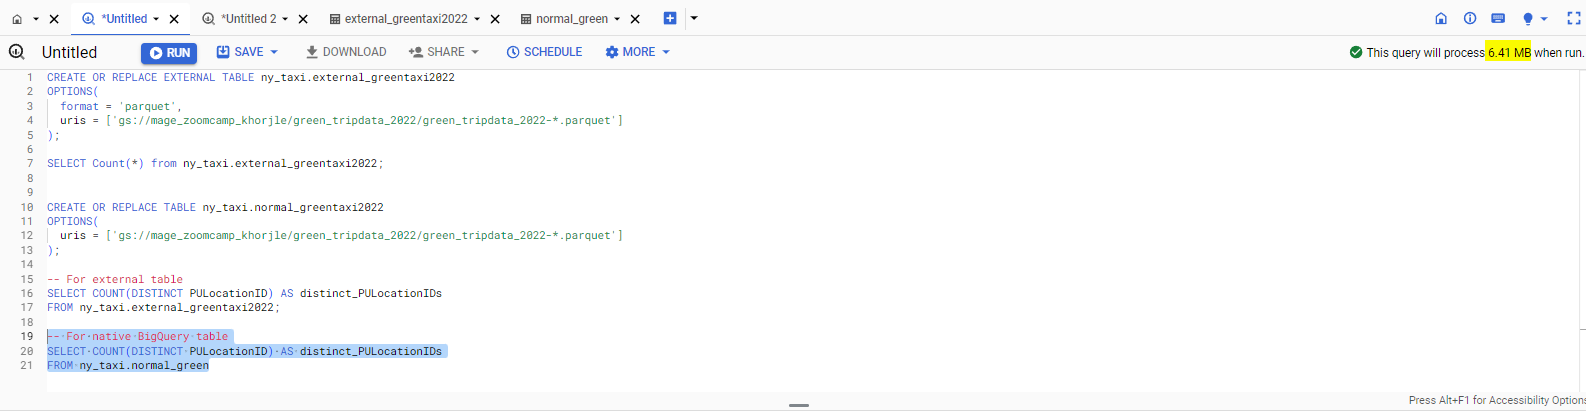 *Untitled *Untitled 2 external_greentaxi2022 normal_green
Untitled RUN SAVE DOWNLOAD SHARE SCHEDULE MORE This query will process 6.41 MB when run.
1 CREATE OR REPLACE EXTERNAL TABLE ny_taxi.external_greentaxi2022
2 OPTIONS(
3 format = 'parquet',
4 uris = ['gs://mage_zoomcamp_khorjle/green_tripdata_2022/green_tripdata_2022-*.parquet']
5 );
6
7 SELECT Count(*) from ny_taxi.external_greentaxi2022;
8
9
10 CREATE OR REPLACE TABLE ny_taxi.normal_greentaxi2022
11 OPTIONS(
12 uris = ['gs://mage_zoomcamp_khorjle/green_tripdata_2022/green_tripdata_2022-*.parquet']
13 );
14
15 -- For external table
16 SELECT COUNT(DISTINCT PULocationID) AS distinct_PULocationIDs
17 FROM ny_taxi.external_greentaxi2022;
18
19 -- For native BigQuery table
20 SELECT COUNT(DISTINCT PULocationID) AS distinct_PULocationIDs
21 FROM ny_taxi.normal_green
Press Alt+F1 for Accessibility Options